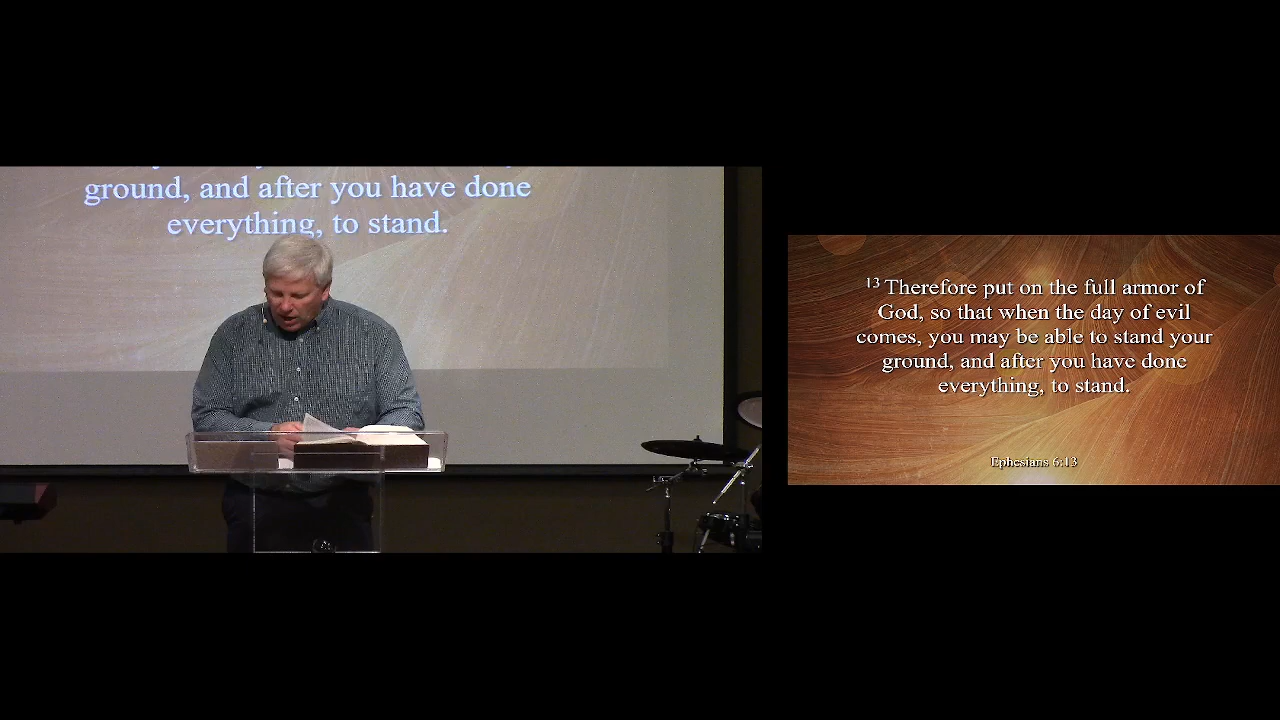 ground, and after you have done
everything, to stand.
13 Therefore put on the full armor of
God, so that when the day of evil
comes, you may be able to stand your
ground, and after you have done
everything, to stand.
Ephesians 6:13